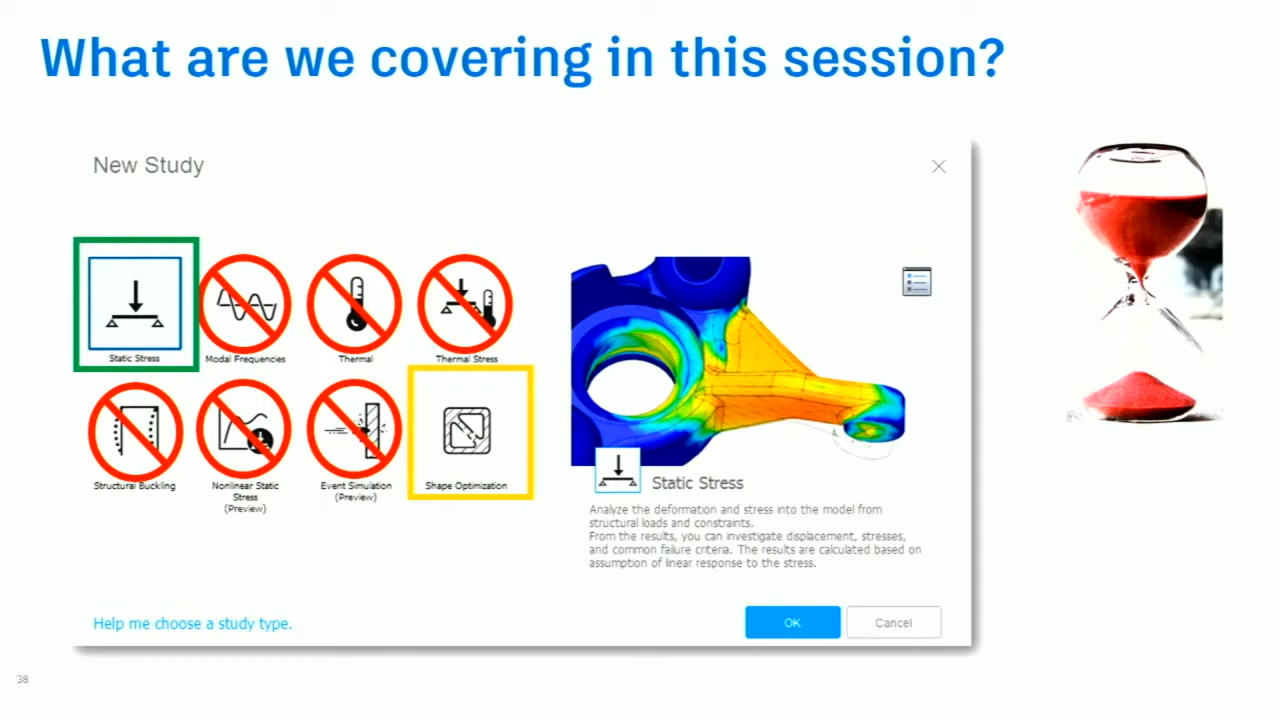 What are we covering in this session?
New Study
Static Stress
Modal Frequencies
Thermal
Thermal Stress
Structural Buckling
Nonlinear Static
Stress
(Preview)
Event Simulation
(Preview)
Shape Optimization
Static Stress
Analyze the deformation and stress into the model from
structural loads and constraints.
From the results, you can investigate displacement, stresses,
and common failure criteria. The results are calculated based on
assumption of linear response to the stress.
Help me choose a study type.
OK
Cancel
38